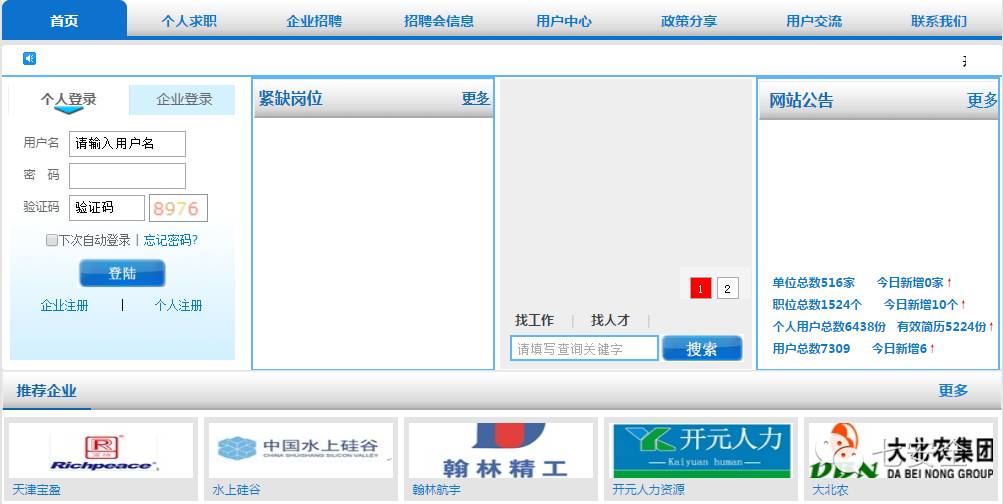 首页 个人求职 企业招聘 招聘会信息 用户中心 政策分享 用户交流 联系我们
个人登录 企业登录
用户名 请输入用户名
密 码
验证码 验证码 8976
下次自动登录 | 忘记密码?
登陆
企业注册 | 个人注册
紧缺岗位 更多
1 2
找工作 | 找人才 |
请填写查询关键字 搜索
网站公告 更多
单位总数516家 今日新增0家↑
职位总数1524个 今日新增10个↑
个人用户总数6438份 有效简历5224份↑
用户总数7309 今日新增6↑
推荐企业 更多
Richpeace
天津宝盈
中国水上硅谷
CHINA SHUISHANG SILICON VALLEY
水上硅谷
翰林精工
翰林航宇
开元人力
Kaiyuan human
开元人力资源
大北农集团
DBN DA BEI NONG GROUP
大北农